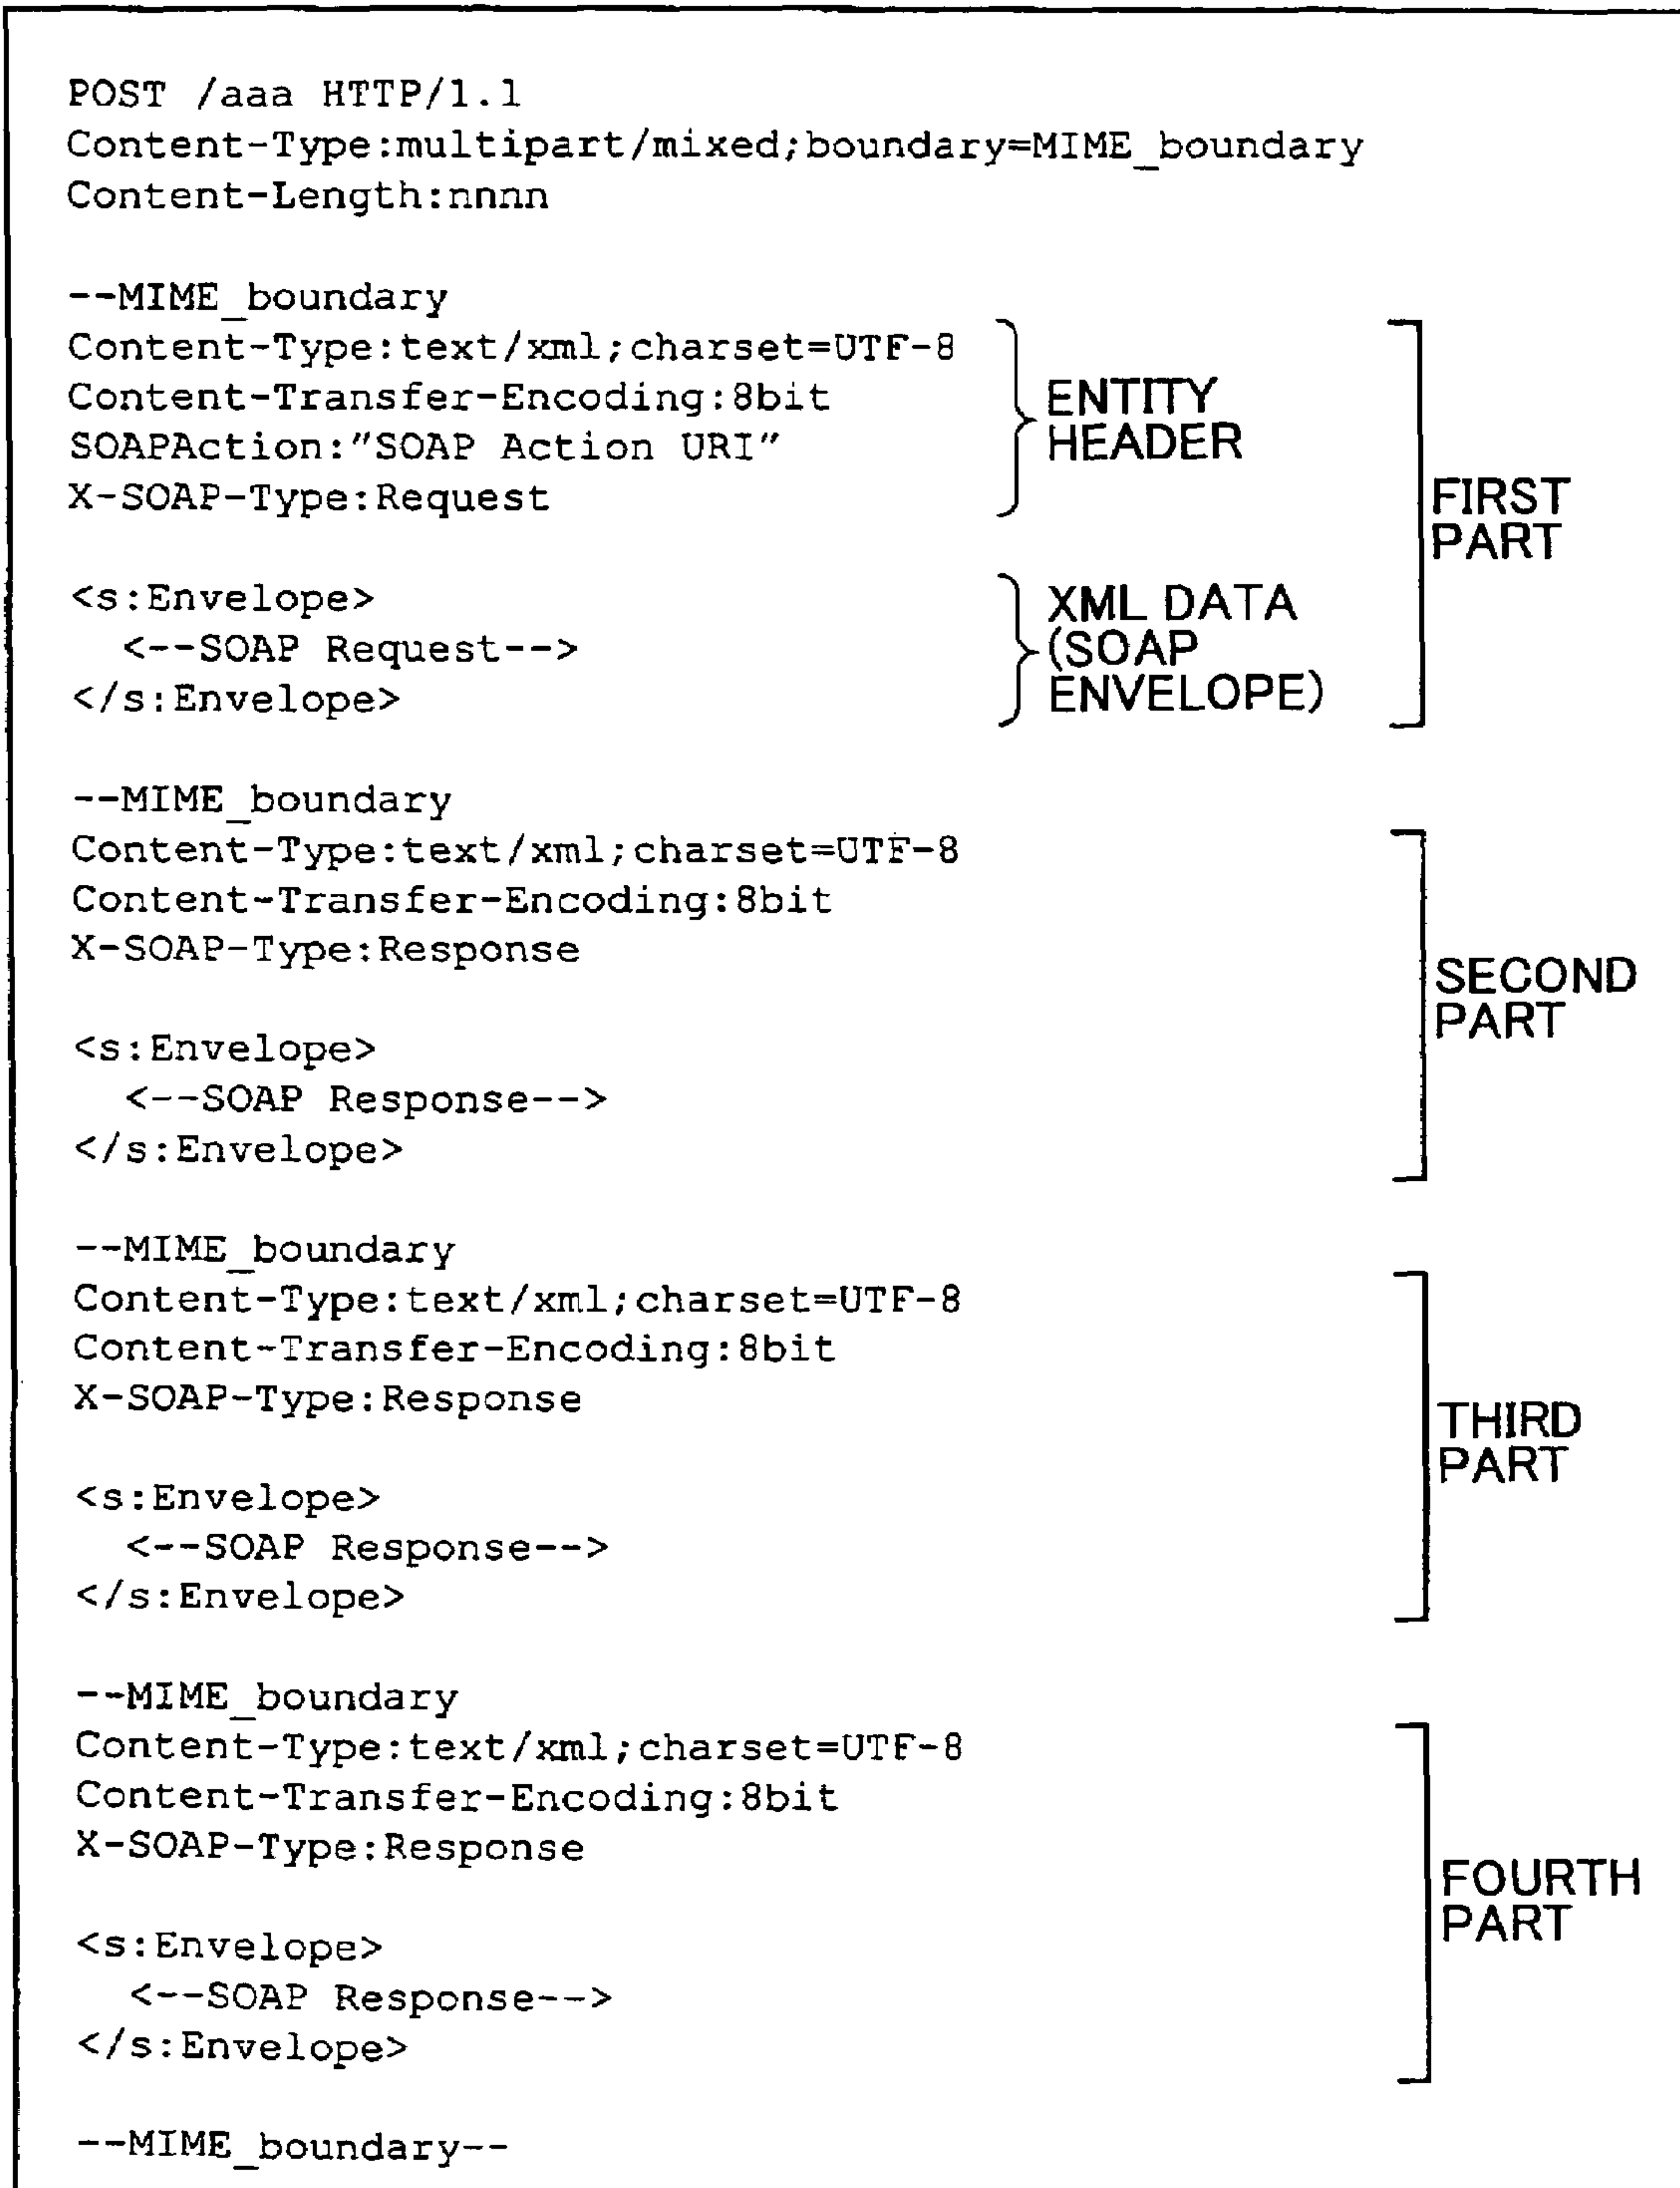 POST /aaa HTTP/1.1
Content-Type:multipart/mixed;boundary=MIME_boundary
Content-Length:nnnn
--MIME_boundary
Content-Type:text/xml;charset=UTF-8
Content-Transfer-Encoding:8bit
SOAPAction:"SOAP Action URI"
X-SOAP-Type:Request
ENTITY
HEADER
<s:Envelope>
<--SOAP Request-->
</s:Envelope>
XML DATA
(SOAP
ENVELOPE)
FIRST
PART
--MIME_boundary
Content-Type:text/xml;charset=UTF-8
Content-Transfer-Encoding:8bit
X-SOAP-Type:Response
<s:Envelope>
<--SOAP Response-->
</s:Envelope>
SECOND
PART
--MIME_boundary
Content-Type:text/xml;charset=UTF-8
Content-Transfer-Encoding:8bit
X-SOAP-Type:Response
<s:Envelope>
<--SOAP Response-->
</s:Envelope>
THIRD
PART
--MIME_boundary
Content-Type:text/xml;charset=UTF-8
Content-Transfer-Encoding:8bit
X-SOAP-Type:Response
<s:Envelope>
<--SOAP Response-->
</s:Envelope>
FOURTH
PART
--MIME_boundary--